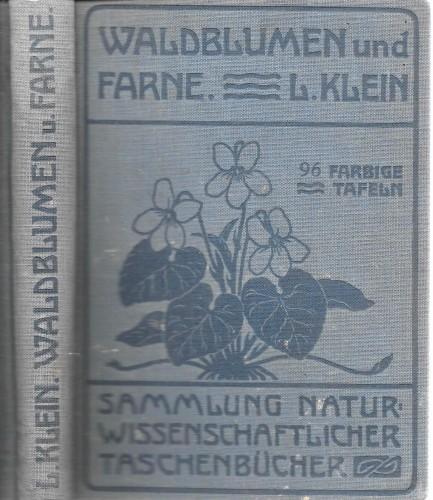 L. KLEIN. WALDBLUMEN u. FARNE.
WALDBLUMEN und
FARNE. L. KLEIN
96 FARBIGE
TAFELN
SAMMLUNG NATUR-
WISSENSCHAFTLICHER
TASCHENBÜCHER